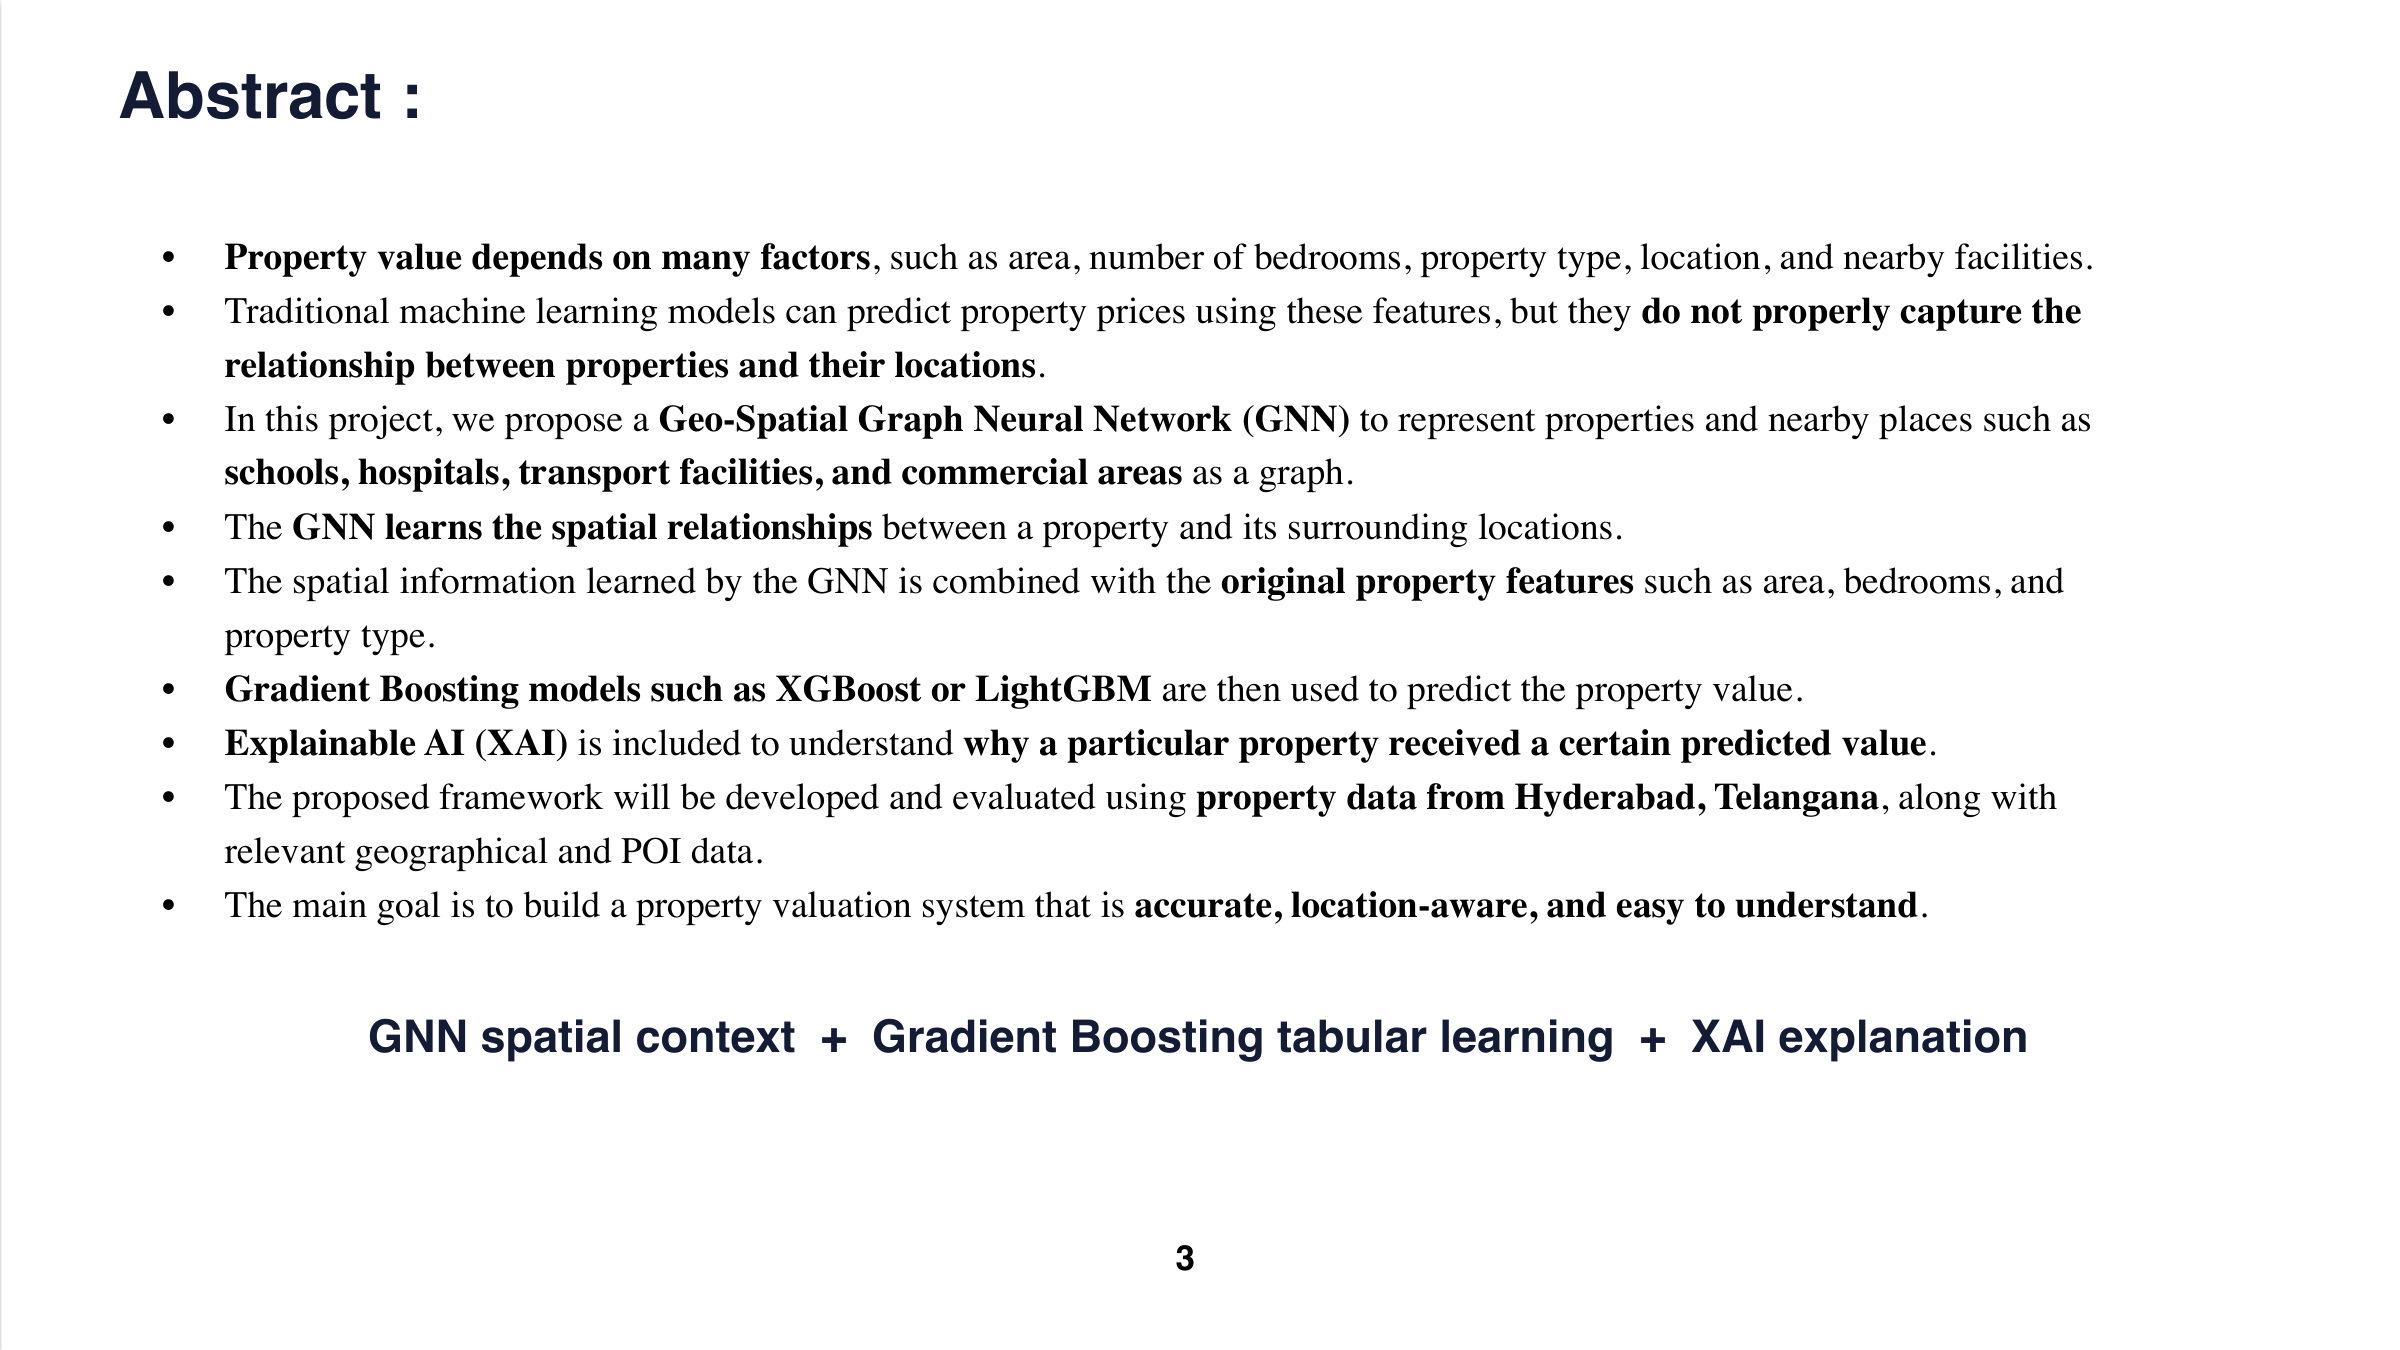 Abstract :
• Property value depends on many factors, such as area, number of bedrooms, property type, location, and nearby facilities.
• Traditional machine learning models can predict property prices using these features, but they do not properly capture the
relationship between properties and their locations.
• In this project, we propose a Geo-Spatial Graph Neural Network (GNN) to represent properties and nearby places such as
schools, hospitals, transport facilities, and commercial areas as a graph.
• The GNN learns the spatial relationships between a property and its surrounding locations.
• The spatial information learned by the GNN is combined with the original property features such as area, bedrooms, and
property type.
• Gradient Boosting models such as XGBoost or LightGBM are then used to predict the property value.
• Explainable AI (XAI) is included to understand why a particular property received a certain predicted value.
• The proposed framework will be developed and evaluated using property data from Hyderabad, Telangana, along with
relevant geographical and POI data.
• The main goal is to build a property valuation system that is accurate, location-aware, and easy to understand.
GNN spatial context + Gradient Boosting tabular learning + XAI explanation
3